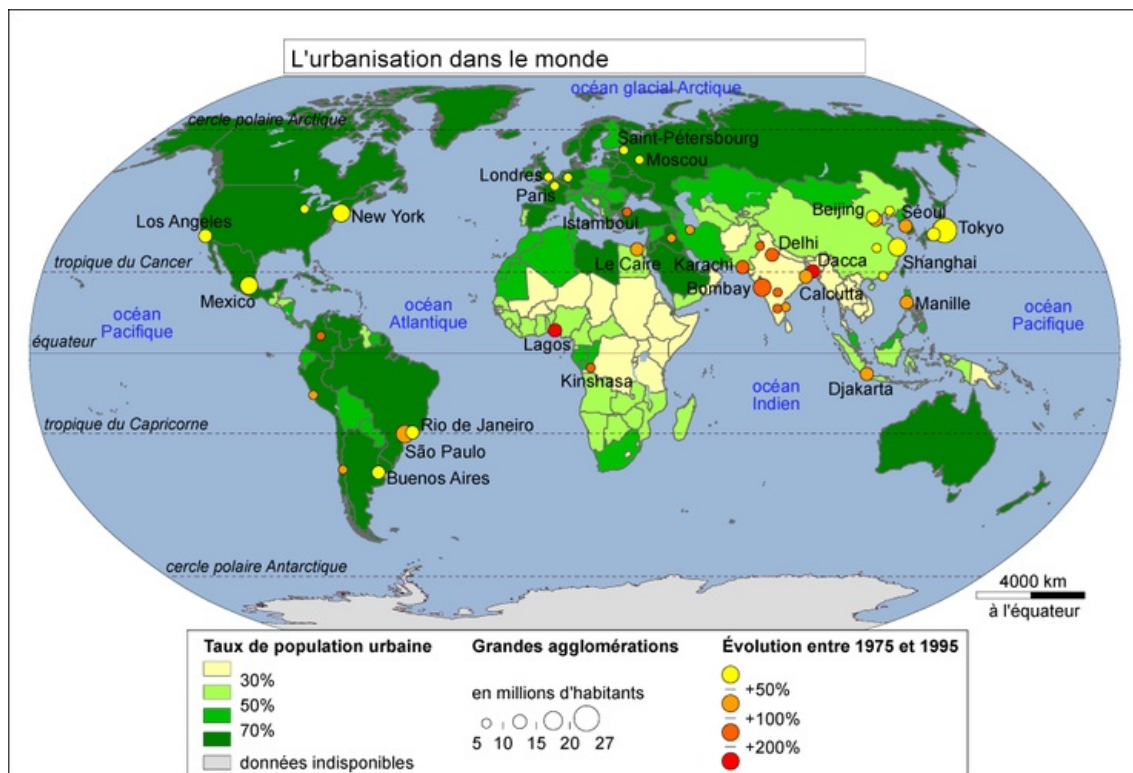 L'urbanisation dans le monde
océan glacial Arctique
cercle polaire Arctique
Saint-Pétersbourg
Moscou
Londres
Paris
Los Angeles
New York
Istamboul
Beijing
Séoul
Tokyo
tropique du Cancer
Le Caire
Karachi
Delhi
Dacca
Shanghai
Mexico
Bombay
Calcutta
Manille
océan
Pacifique
océan
Atlantique
océan
Pacifique
équateur
Lagos
Kinshasa
océan
Indien
Djakarta
tropique du Capricorne
Rio de Janeiro
São Paulo
Buenos Aires
cercle polaire Antarctique
4000 km
à l'équateur
Taux de population urbaine
30%
50%
70%
données indisponibles
Grandes agglomérations
en millions d'habitants
5 10 15 20 27
Évolution entre 1975 et 1995
+50%
+100%
+200%